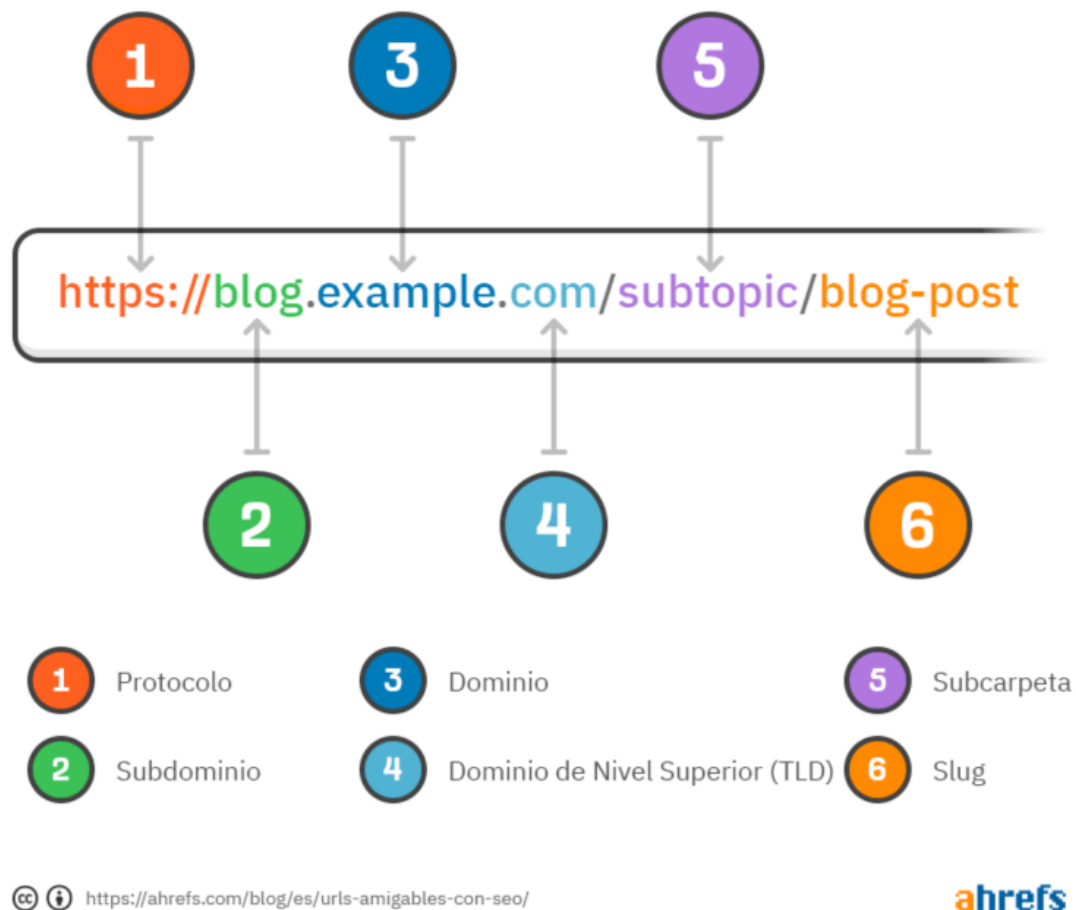 1 3 5
https://blog.example.com/subtopic/blog-post
2 4 6
1 Protocolo 3 Dominio 5 Subcarpeta
2 Subdominio 4 Dominio de Nivel Superior (TLD) 6 Slug
cc https://ahrefs.com/blog/es/urls-amigables-con-seo/ ahrefs